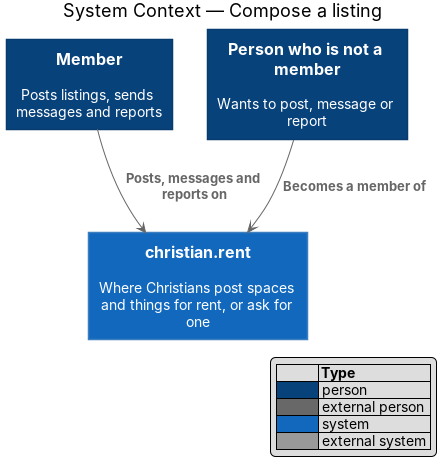 System Context — Compose a listing
Member
Posts listings, sends
messages and reports
Person who is not a
member
Wants to post, message or
report
Posts, messages and
reports on
Becomes a member of
christian.rent
Where Christians post spaces
and things for rent, or ask for
one
Type
person
external person
system
external system